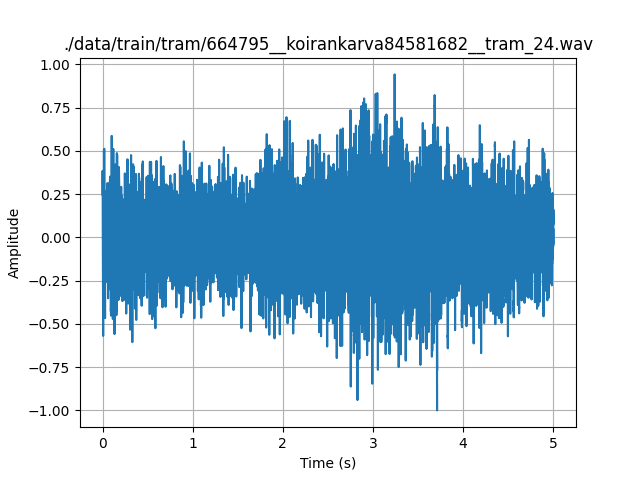 ./data/train/tram/664795__koirankarva84581682__tram_24.wav
1.00
0.75
0.50
0.25
0.00
−0.25
−0.50
−0.75
−1.00
Amplitude
0 1 2 3 4 5
Time (s)